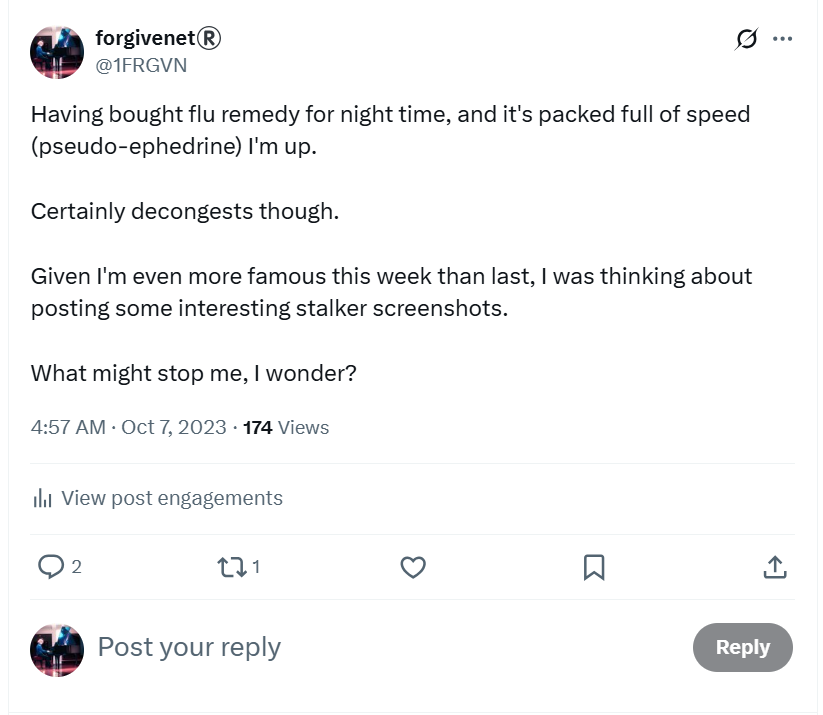 forgivenet®
@1FRGVN
Having bought flu remedy for night time, and it's packed full of speed
(pseudo-ephedrine) I'm up.
Certainly decongests though.
Given I'm even more famous this week than last, I was thinking about
posting some interesting stalker screenshots.
What might stop me, I wonder?
4:57 AM · Oct 7, 2023 · 174 Views
View post engagements
2 1
Post your reply Reply